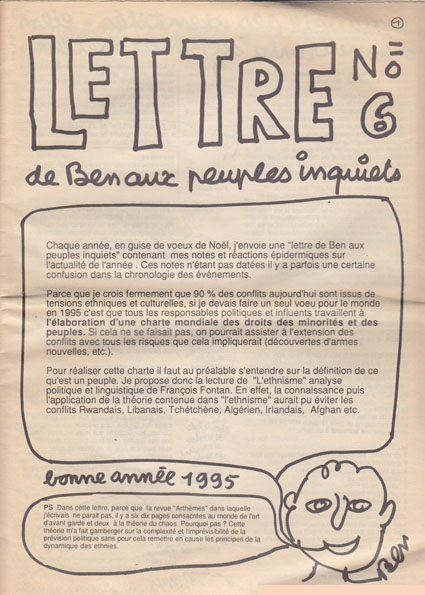 1
LETTRE No
6
de Ben aux peuples inquiets
Chaque année, en guise de voeux de Noël, j'envoie une "lettre de Ben aux
peuples inquiets" contenant mes notes et réactions épidermiques sur
l'actualité de l'année . Ces notes n'étant pas datées il y a parfois une certaine
confusion dans la chronologie des événements.
Parce que je crois fermement que 90 % des conflits aujourd'hui sont issus de
tensions ethniques et culturelles, si je devais faire un seul voeu pour le monde
en 1995 c'est que tous les responsables politiques et influents travaillent à
l'élaboration d'une charte mondiale des droits des minorités et des
peuples. Si cela ne se faisait pas, on pourrait assister à l'extension des
conflits avec tous les risques que cela impliquerait (découvertes d'armes
nouvelles, etc.).
Pour réaliser cette charte il faut au préalable s'entendre sur la définition de ce
qu'est un peuple. Je propose donc la lecture de "L'ethnisme" analyse
politique et linguistique de François Fontan. En effet, la connaissance puis
l'application de la théorie contenue dans "l'ethnisme" aurait pu éviter les
conflits Rwandais, Libanais, Tchétchène, Algérien, Irlandais, Afghan etc.
bonne année 1995
PS Dans cette lettre, parce que la revue "Arthèmes" dans laquelle
j'écrivais ne parait pas, il y a six dix pages consacrées au monde de l'art
d'avant garde et deux à la théorie du chaos. Pourquoi pas ? Cette
théorie m'a fait gamberger sur la complexité et l'imprévisibilité de la
prévision politique sans pour cela remettre en cause les principes de la
dynamique des ethnies.
Ben